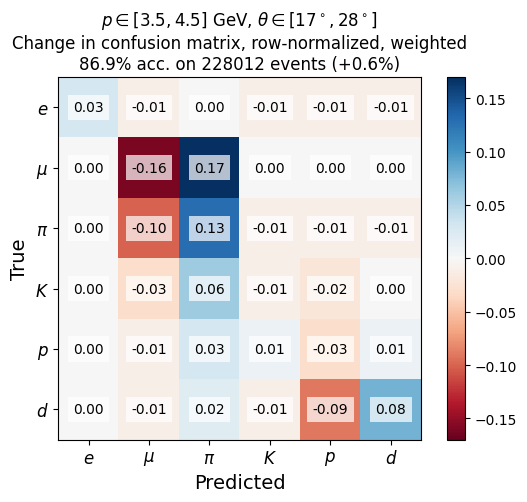 p ∈ [3.5, 4.5] GeV, θ ∈ [17°, 28°]
Change in confusion matrix, row-normalized, weighted
86.9% acc. on 228012 events (+0.6%)
e 0.03 -0.01 0.00 -0.01 -0.01 -0.01
μ 0.00 -0.16 0.17 0.00 0.00 0.00
π 0.00 -0.10 0.13 -0.01 -0.01 -0.01
K 0.00 -0.03 0.06 -0.01 -0.02 0.00
p 0.00 -0.01 0.03 0.01 -0.03 0.01
d 0.00 -0.01 0.02 -0.01 -0.09 0.08
e μ π K p d
Predicted
True
0.15
0.10
0.05
0.00
−0.05
−0.10
−0.15